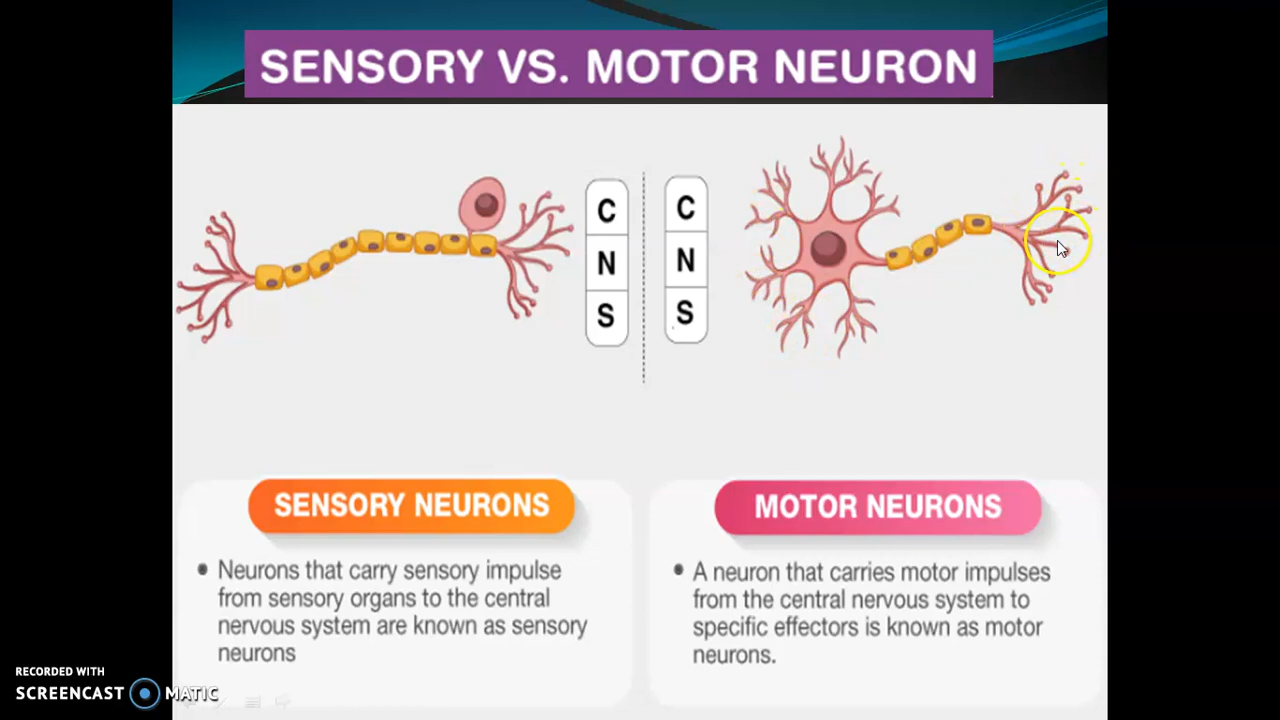 SENSORY VS. MOTOR NEURON
C
N
S
C
N
S
SENSORY NEURONS
• Neurons that carry sensory impulse
from sensory organs to the central
nervous system are known as sensory
neurons
MOTOR NEURONS
• A neuron that carries motor impulses
from the central nervous system to
specific effectors is known as motor
neurons.
RECORDED WITH
SCREENCAST MATIC